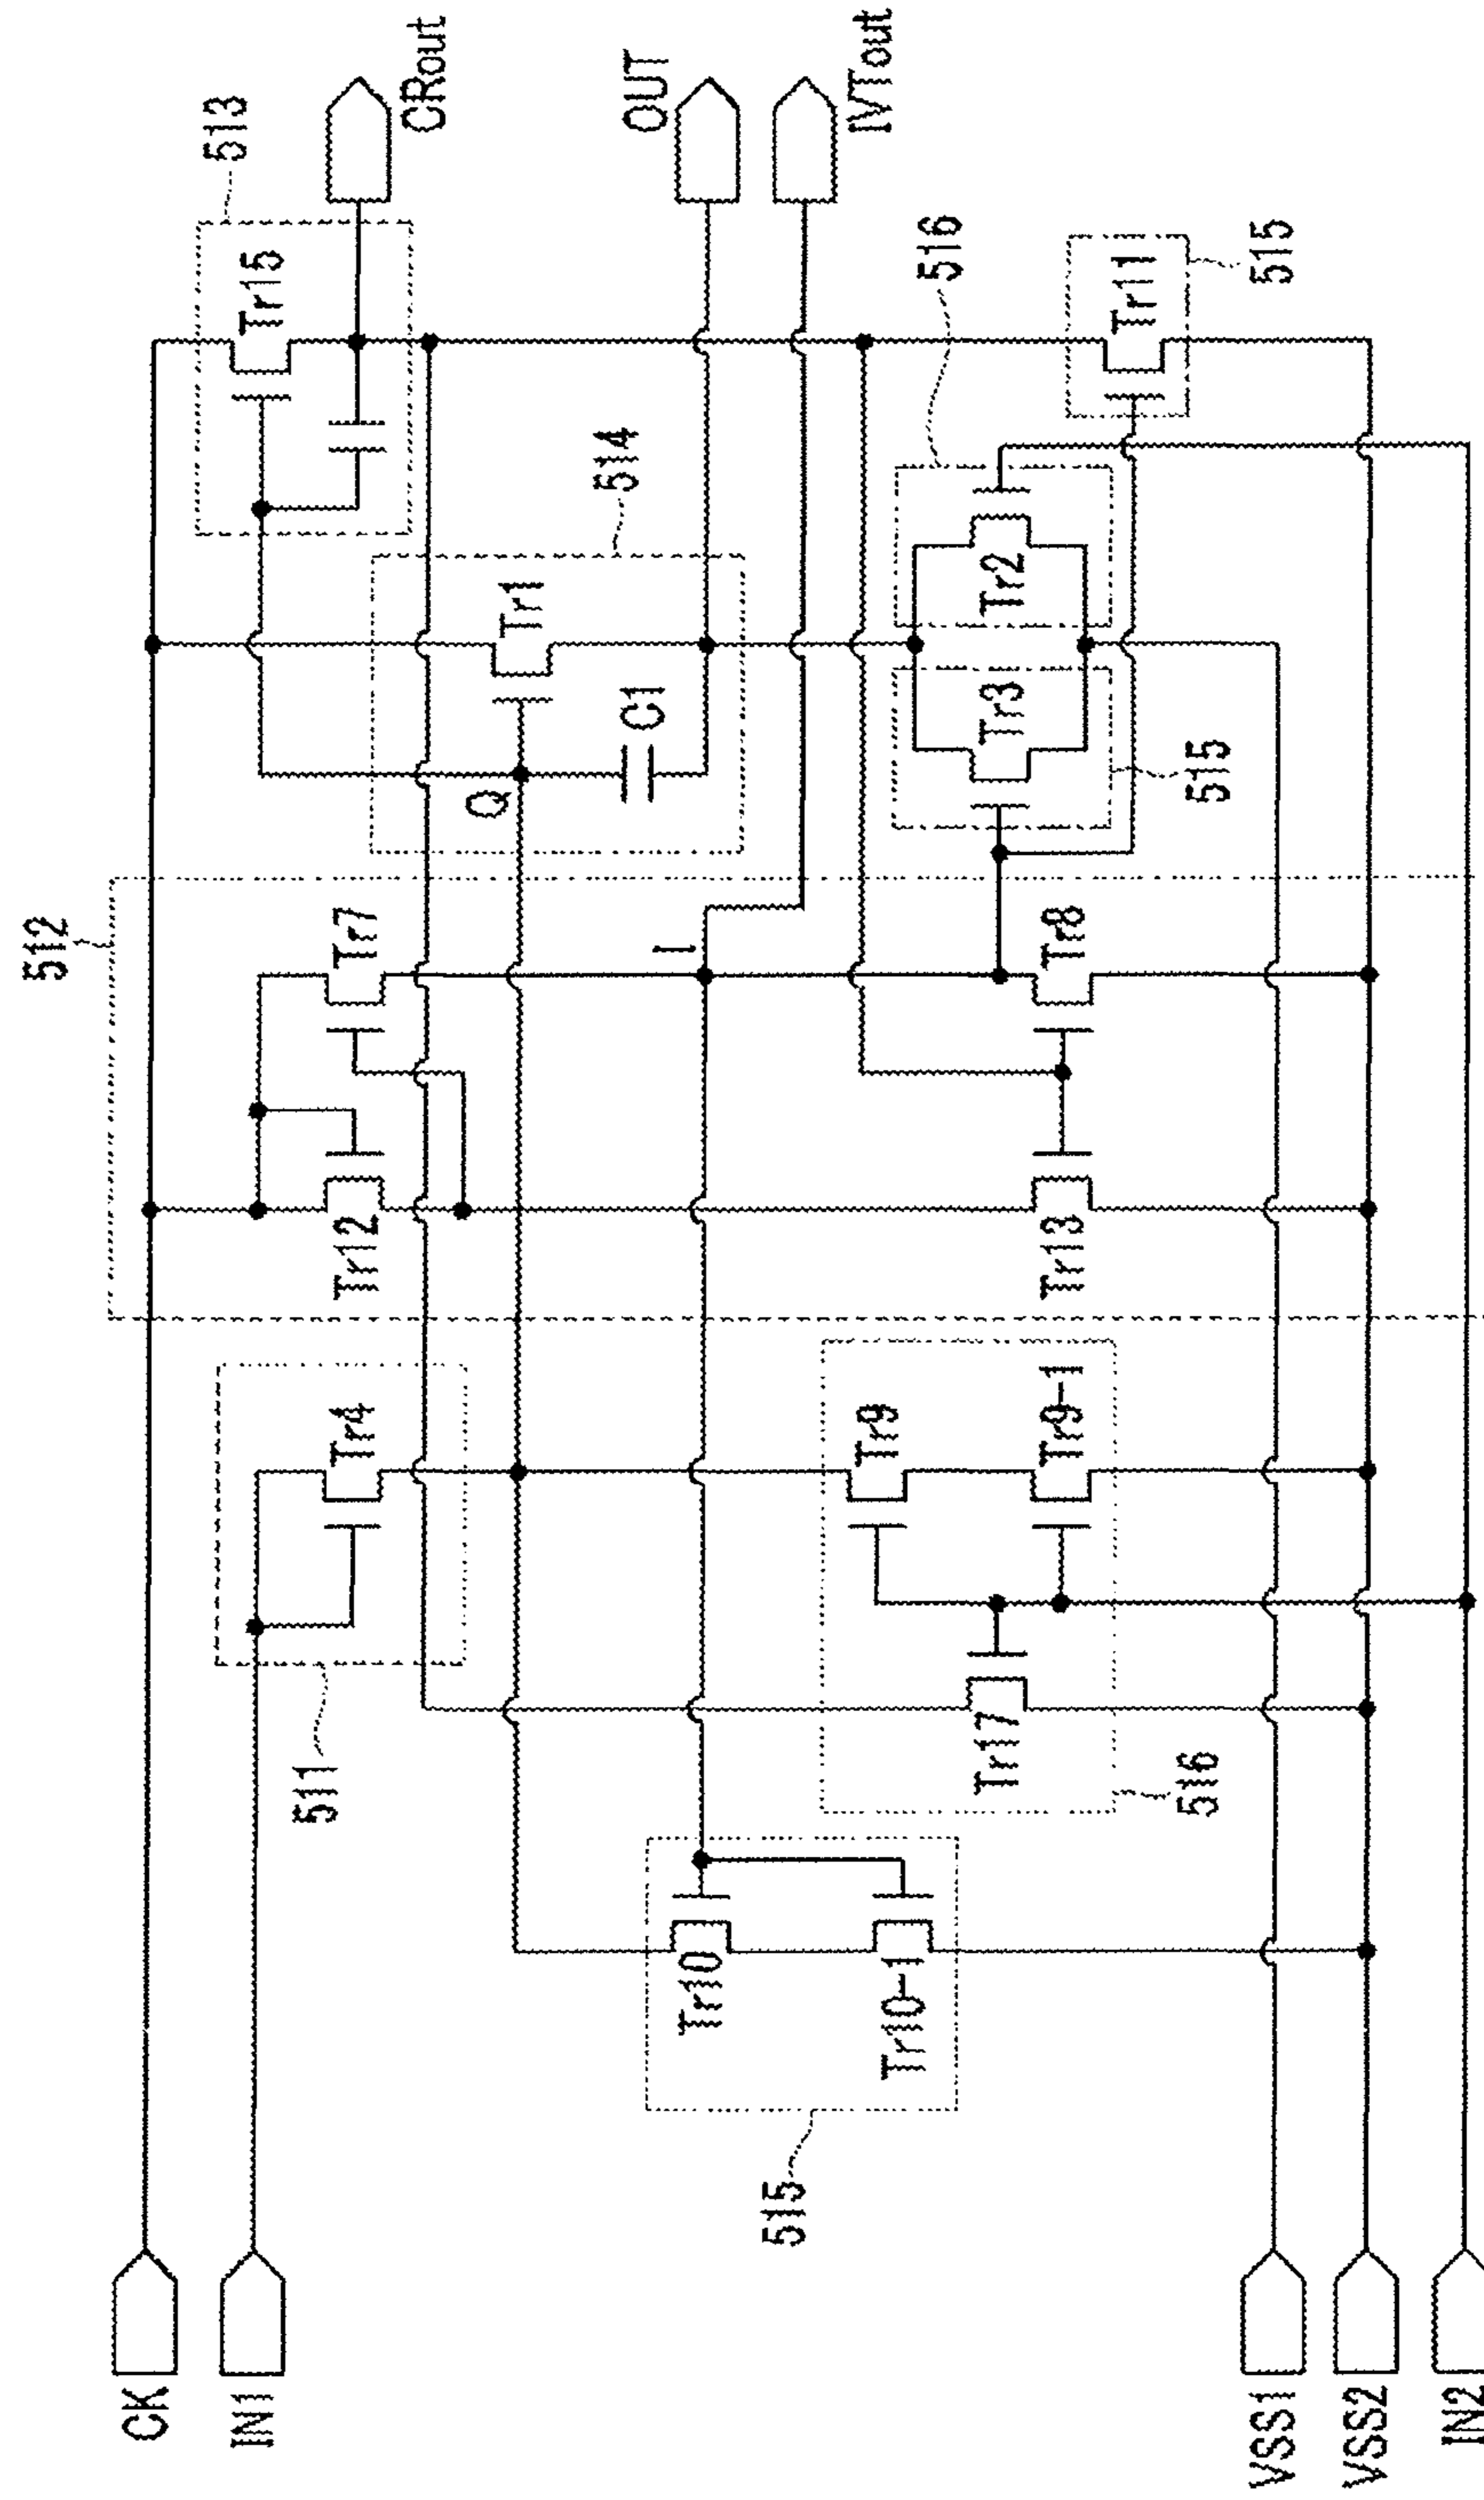 CK
IN1
VSS1
VSS2
IN2
CRout
OUT
IVTout
511
512
513
514
515
515
515
516
516
Tr4
Tr12
Tr7
Tr15
Tr1
C1
Q
I
Tr10
Tr10-1
Tr17
Tr9
Tr9-1
Tr13
Tr8
Tr3
Tr2
Tr11